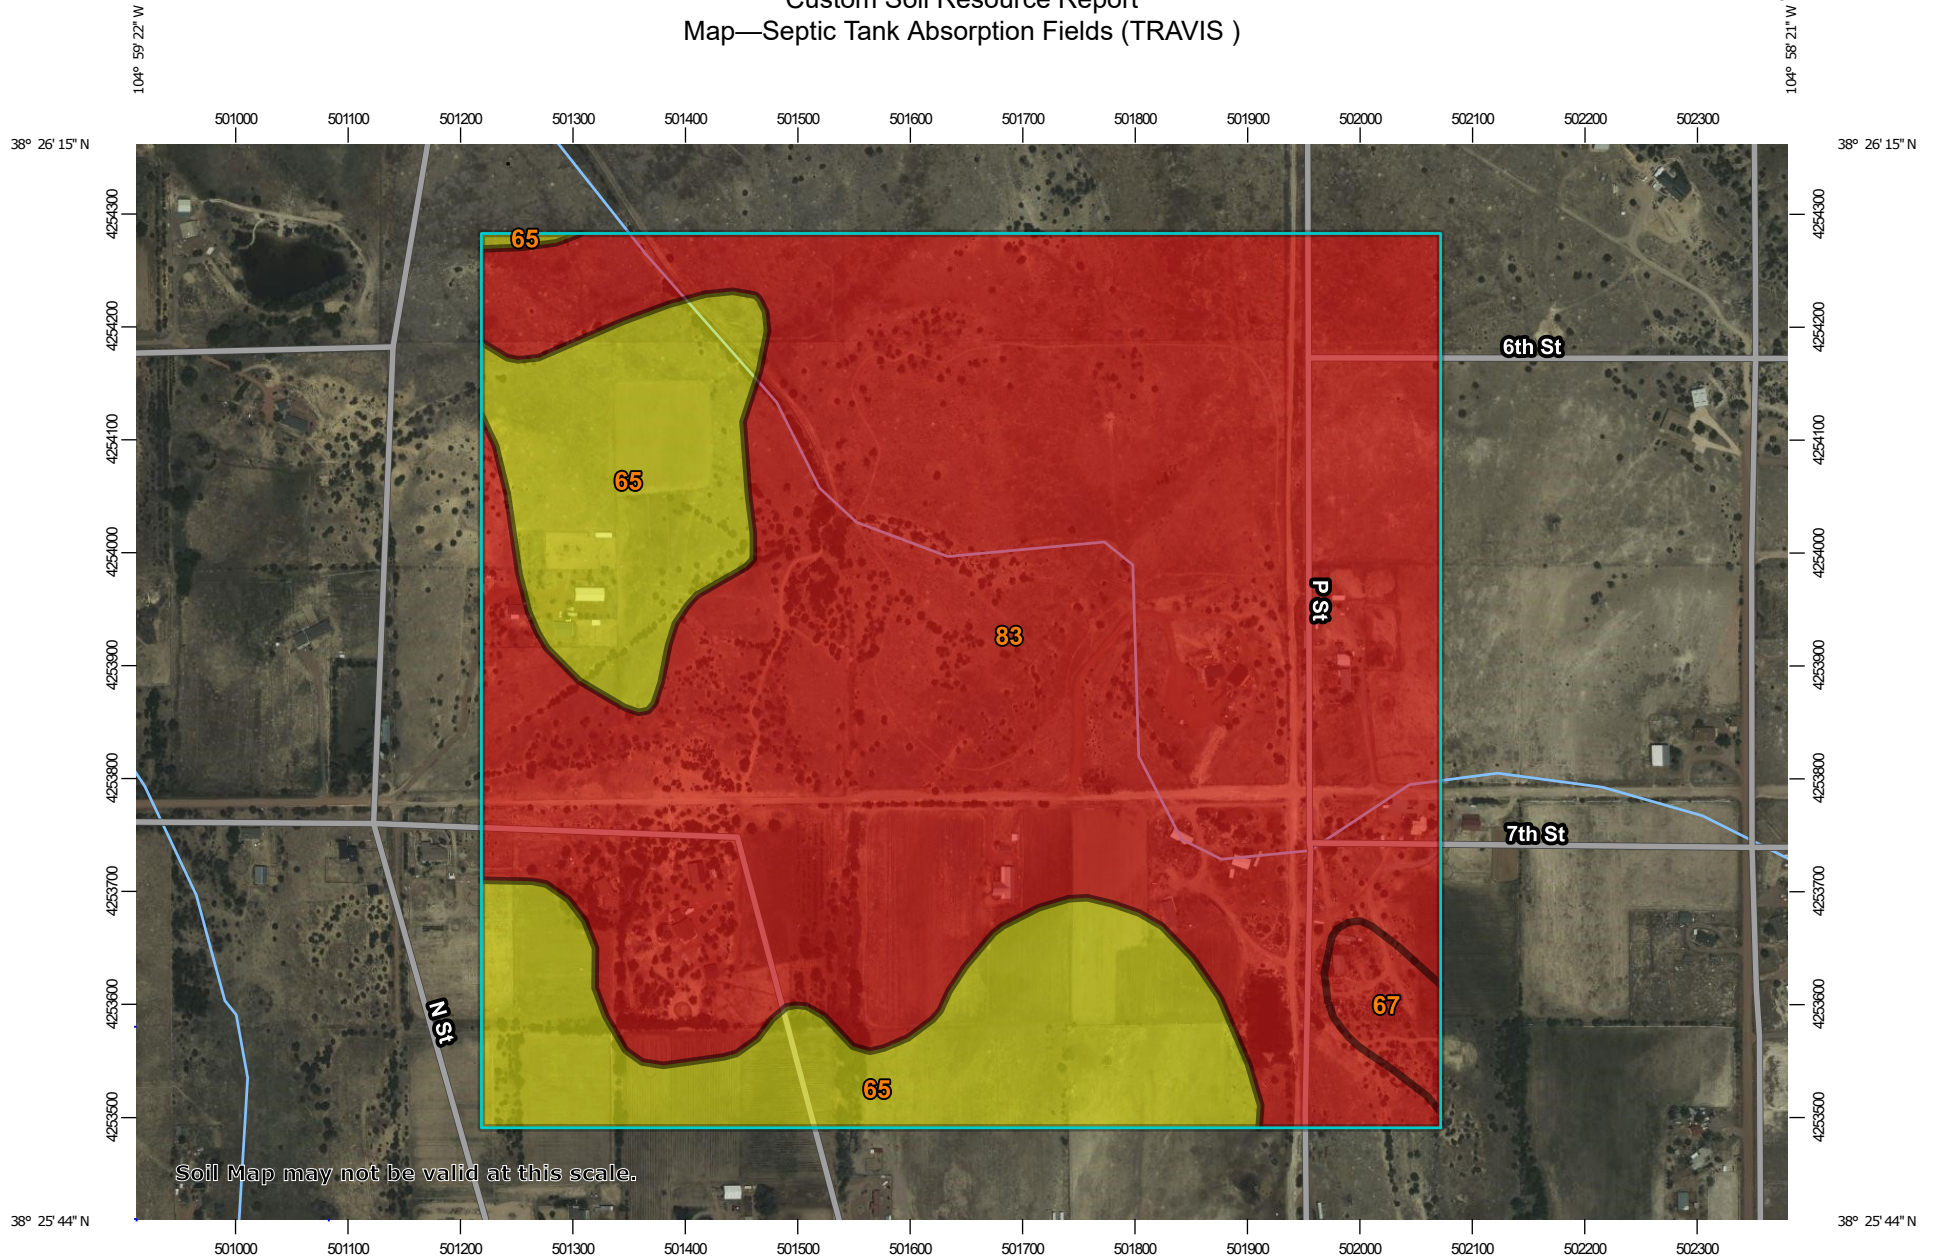 Custom Soil Resource Report
Map—Septic Tank Absorption Fields (TRAVIS )
104° 59' 22" W
104° 58' 21" W
501000 501100 501200 501300 501400 501500 501600 501700 501800 501900 502000 502100 502200 502300
38° 26' 15" N
38° 26' 15" N
4254300
4254300
65
4254200
4254200
6th St
4254100
4254100
65
4254000
4254000
P St
83
4253900
4253900
4253800
4253800
7th St
4253700
4253700
4253600
4253600
67
N St
65
4253500
4253500
Soil Map may not be valid at this scale.
38° 25' 44" N
38° 25' 44" N
501000 501100 501200 501300 501400 501500 501600 501700 501800 501900 502000 502100 502200 502300